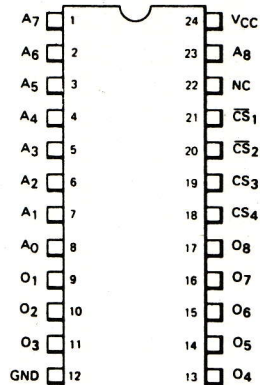 A7 1 24 VCC
A6 2 23 A8
A5 3 22 NC
A4 4 21 C̅S̅1
A3 5 20 C̅S̅2
A2 6 19 CS3
A1 7 18 CS4
A0 8 17 O8
O1 9 16 O7
O2 10 15 O6
O3 11 14 O5
GND 12 13 O4